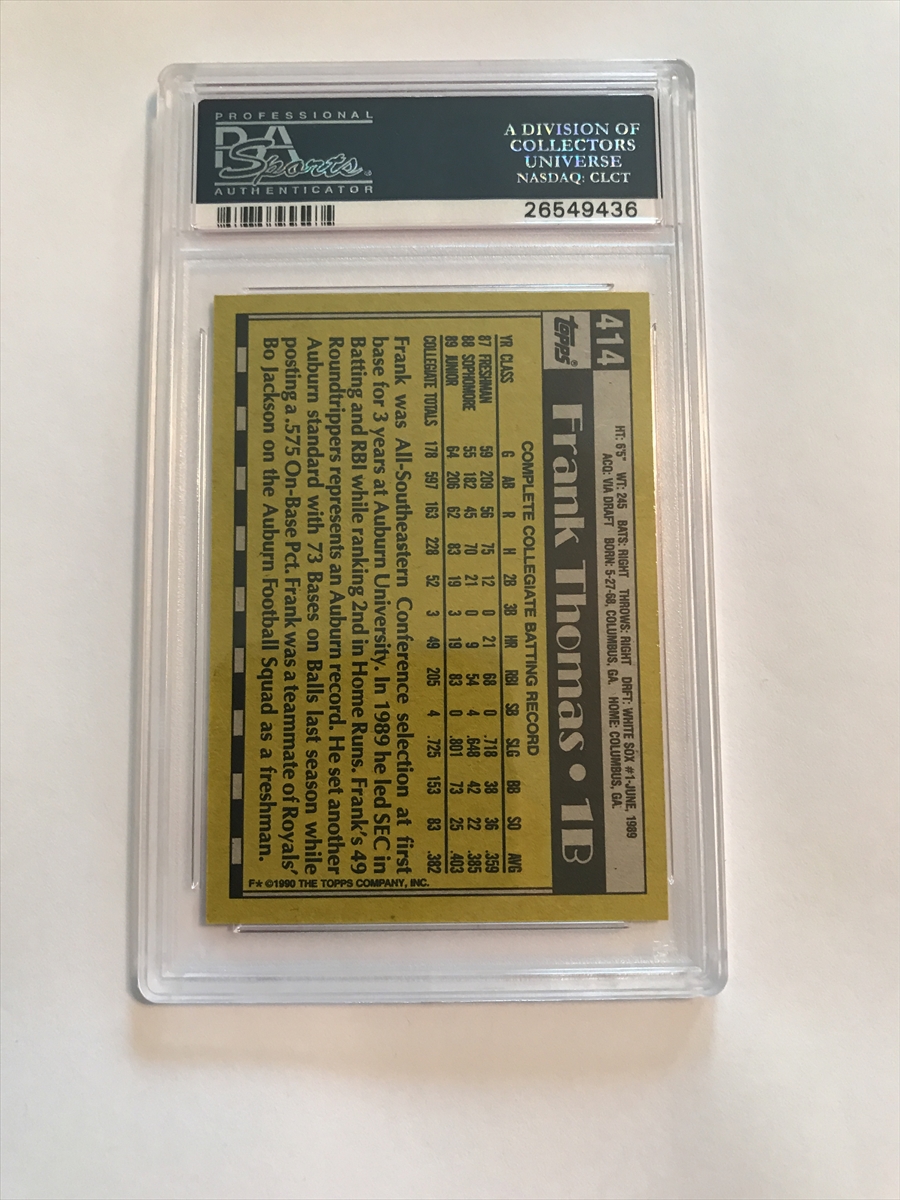 PROFESSIONAL
PSA
Sports
AUTHENTICATOR
A DIVISION OF
COLLECTORS
UNIVERSE
NASDAQ: CLCT
26549436
414
HT: 6'5" WT: 245 BATS: RIGHT THROWS: RIGHT DRFT: WHITE SOX #1-JUNE, 1989
ACQ: VIA DRAFT BORN: 5-27-68, COLUMBUS, GA. HOME: COLUMBUS, GA.
TOPPS®
Frank Thomas • 1B
COMPLETE COLLEGIATE BATTING RECORD
YR CLASS G AB R H 2B 3B HR RBI SB SLG BB SO AVG
87 FRESHMAN 59 209 56 75 12 0 21 68 0 .718 38 36 .359
88 SOPHOMORE 55 182 45 70 21 0 9 54 4 .648 42 22 .385
89 JUNIOR 64 206 62 83 19 3 19 83 0 .801 73 25 .403
COLLEGIATE TOTALS 178 597 163 228 52 3 49 205 4 .725 153 83 .382
Frank was All-Southeastern Conference selection at first
base for 3 years at Auburn University. In 1989 he led SEC in
Batting and RBI while ranking 2nd in Home Runs. Frank's 49
Roundtrippers represents an Auburn record. He set another
Auburn standard with 73 Bases on Balls last season while
posting a .575 On-Base Pct. Frank was a teammate of Royals'
Bo Jackson on the Auburn Football Squad as a freshman.
F★ ©1990 THE TOPPS COMPANY, INC.